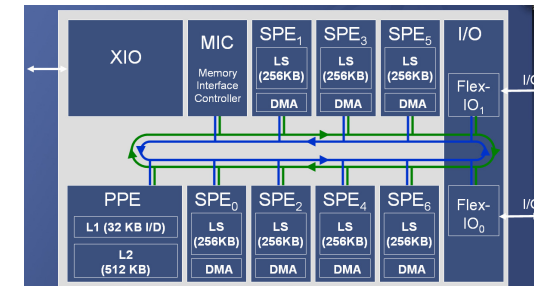 XIO
MIC
Memory
Interface
Controller
SPE1
LS
(256KB)
DMA
SPE3
LS
(256KB)
DMA
SPE5
LS
(256KB)
DMA
I/O
Flex-
IO1
I/O
PPE
L1 (32 KB I/D)
L2
(512 KB)
SPE0
LS
(256KB)
DMA
SPE2
LS
(256KB)
DMA
SPE4
LS
(256KB)
DMA
SPE6
LS
(256KB)
DMA
Flex-
IO0
I/O